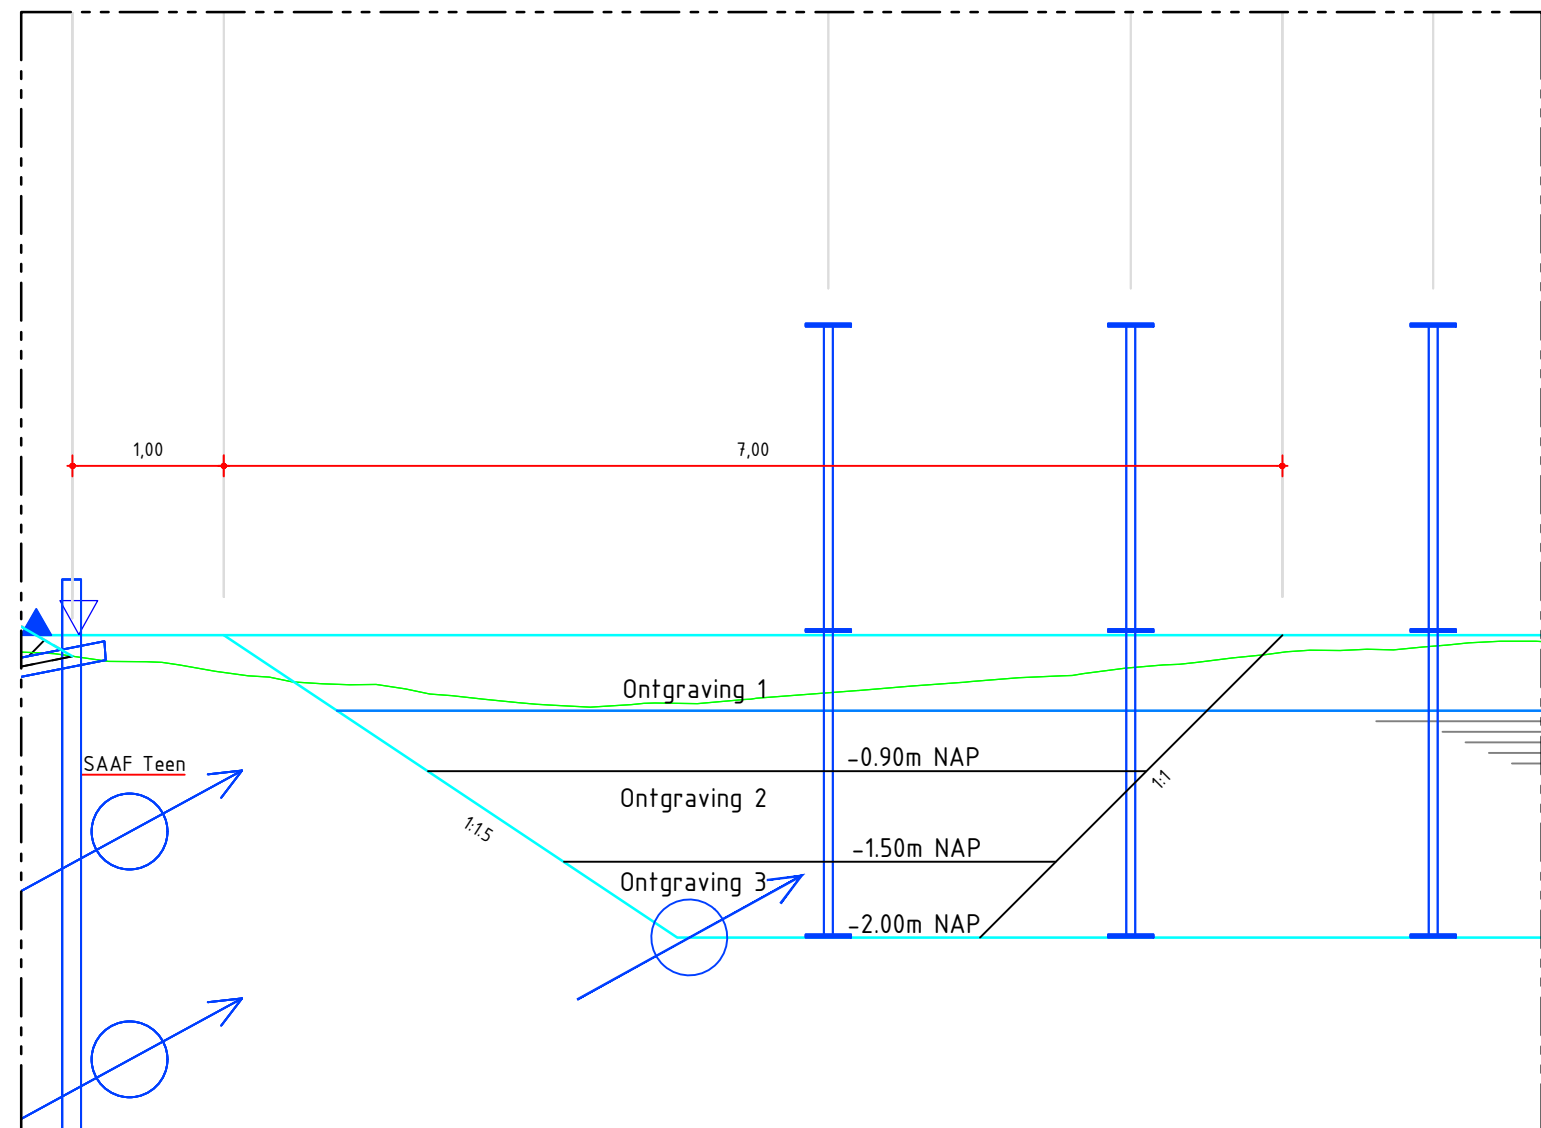 1,00
7,00
Ontgraving 1
-0.90m NAP
SAAF Teen
1:1
Ontgraving 2
1:1.5
-1.50m NAP
Ontgraving 3
-2.00m NAP